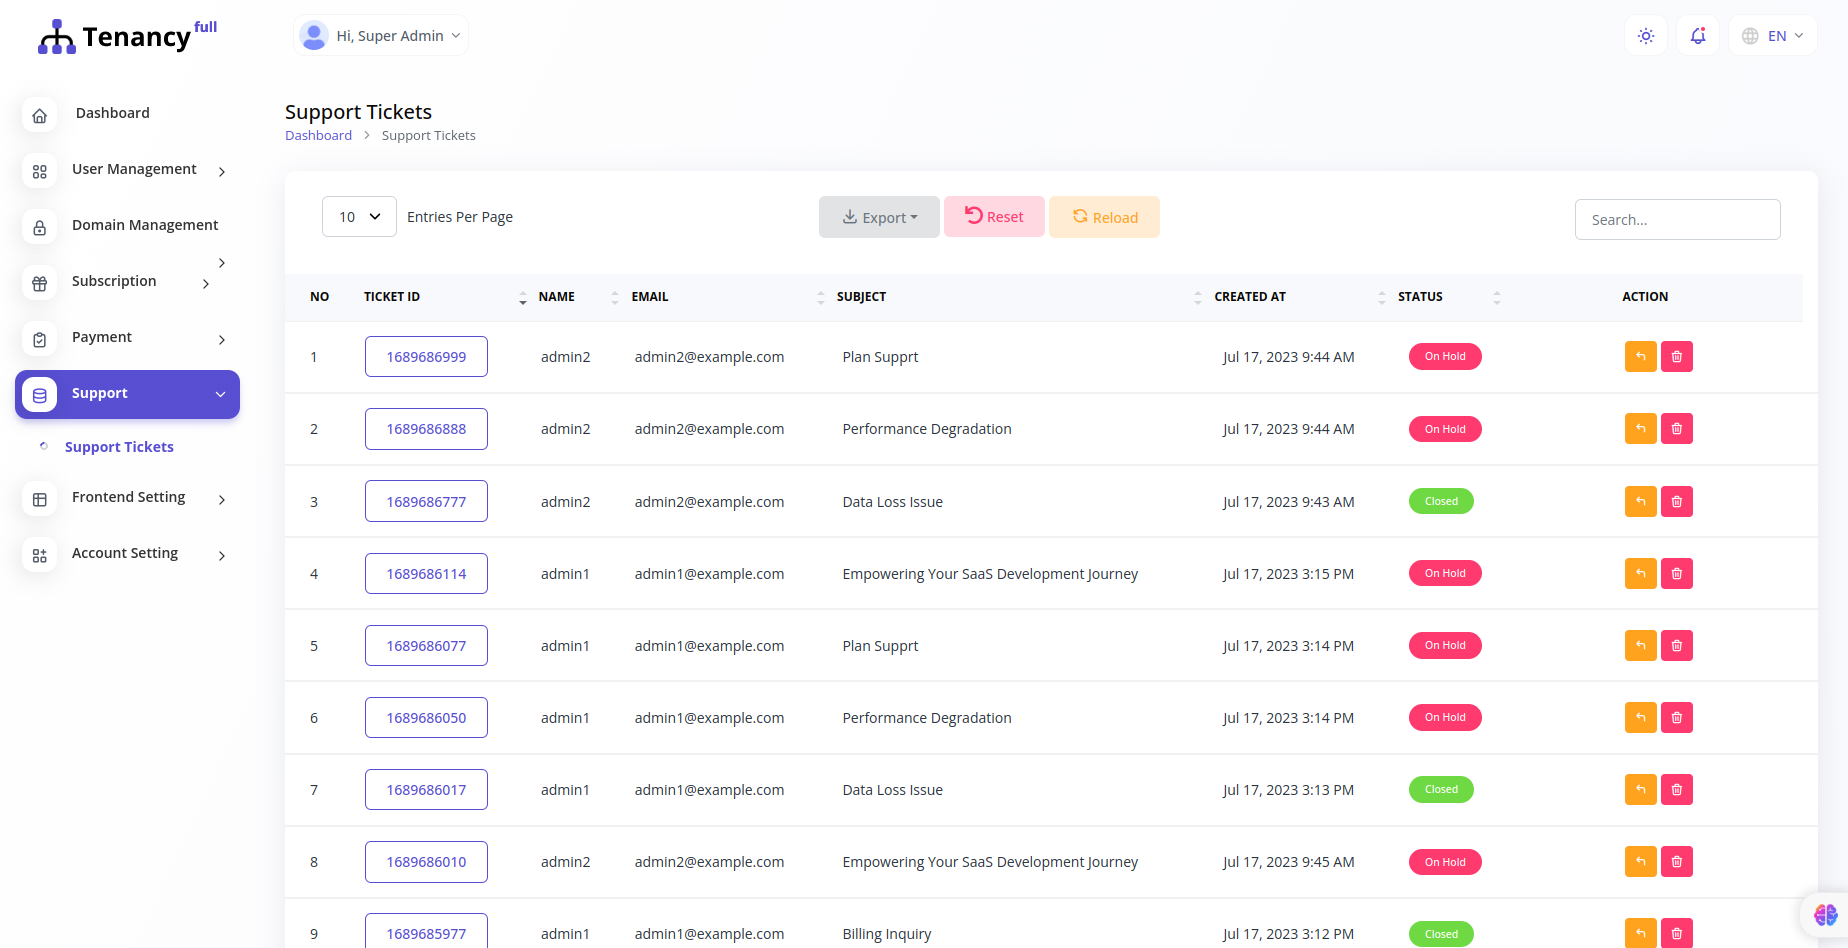 Tenancy full
Hi, Super Admin
EN
Dashboard
User Management
Domain Management
Subscription
Payment
Support
Support Tickets
Frontend Setting
Account Setting
Support Tickets
Dashboard > Support Tickets
10 Entries Per Page
Export
Reset
Reload
Search...
NO TICKET ID NAME EMAIL SUBJECT CREATED AT STATUS ACTION
1 1689686999 admin2 admin2@example.com Plan Supprt Jul 17, 2023 9:44 AM On Hold
2 1689686888 admin2 admin2@example.com Performance Degradation Jul 17, 2023 9:44 AM On Hold
3 1689686777 admin2 admin2@example.com Data Loss Issue Jul 17, 2023 9:43 AM Closed
4 1689686114 admin1 admin1@example.com Empowering Your SaaS Development Journey Jul 17, 2023 3:15 PM On Hold
5 1689686077 admin1 admin1@example.com Plan Supprt Jul 17, 2023 3:14 PM On Hold
6 1689686050 admin1 admin1@example.com Performance Degradation Jul 17, 2023 3:14 PM On Hold
7 1689686017 admin1 admin1@example.com Data Loss Issue Jul 17, 2023 3:13 PM Closed
8 1689686010 admin2 admin2@example.com Empowering Your SaaS Development Journey Jul 17, 2023 9:45 AM On Hold
9 1689685977 admin1 admin1@example.com Billing Inquiry Jul 17, 2023 3:12 PM Closed